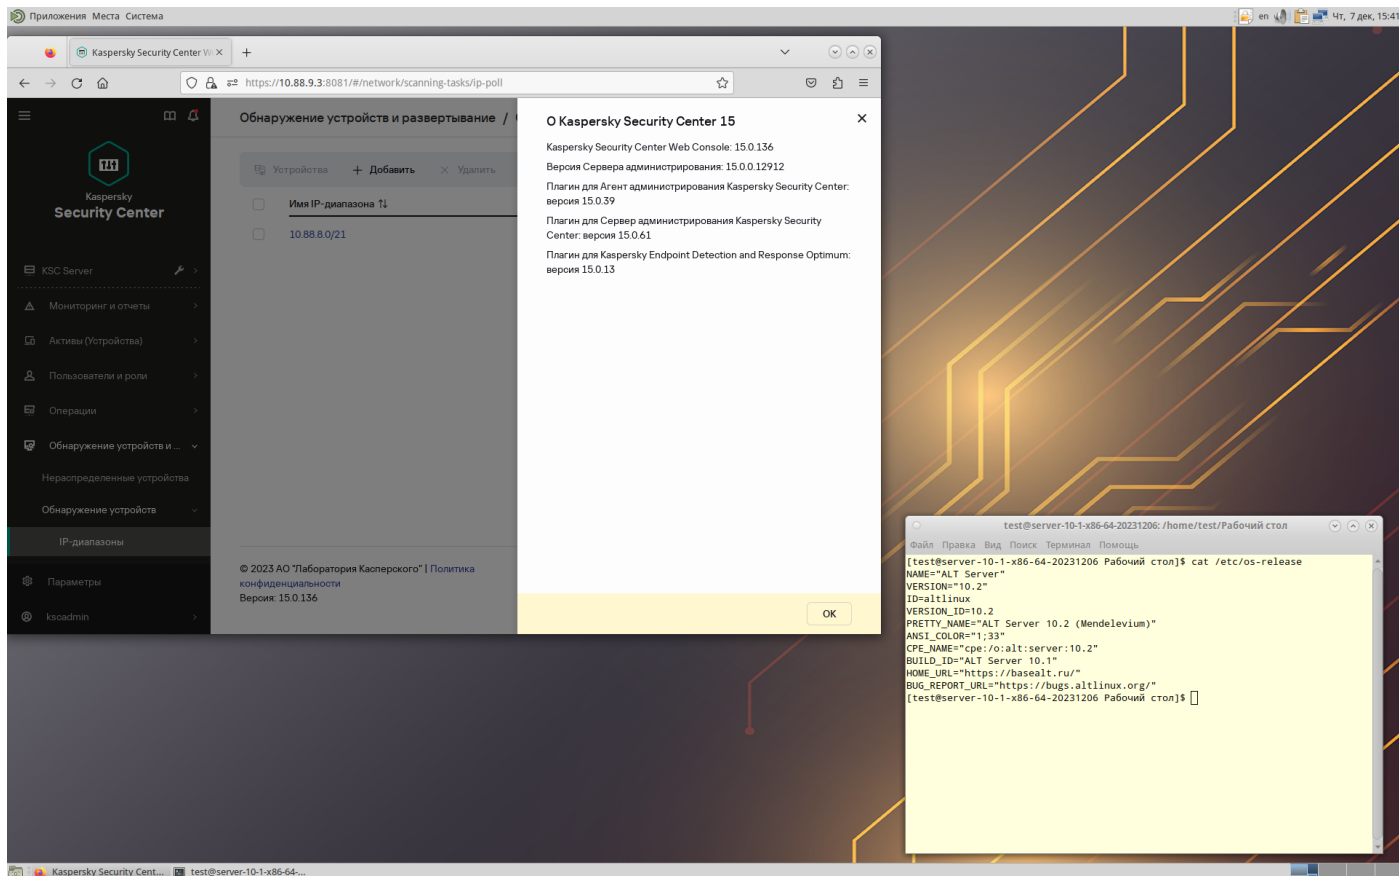 Приложения Места Система
en
Чт, 7 дек, 15:41
Kaspersky Security Center W
https://10.88.9.3:8081/#/network/scanning-tasks/ip-poll
Kaspersky
Security Center
KSC Server
Мониторинг и отчеты
Активы (Устройства)
Пользователи и роли
Операции
Обнаружение устройств и ...
Нераспределенные устройства
Обнаружение устройств
IP-диапазоны
Параметры
kscadmin
Обнаружение устройств и развертывание /
Устройства + Добавить × Удалить
Имя IP-диапазона
10.88.8.0/21
© 2023 АО "Лаборатория Касперского" | Политика
конфиденциальности
Версия: 15.0.136
О Kaspersky Security Center 15
Kaspersky Security Center Web Console: 15.0.136
Версия Сервера администрирования: 15.0.0.12912
Плагин для Агент администрирования Kaspersky Security Center:
версия 15.0.39
Плагин для Сервер администрирования Kaspersky Security
Center: версия 15.0.61
Плагин для Kaspersky Endpoint Detection and Response Optimum:
версия 15.0.13
OK
test@server-10-1-x86-64-20231206: /home/test/Рабочий стол
Файл Правка Вид Поиск Терминал Помощь
[test@server-10-1-x86-64-20231206 Рабочий стол]$ cat /etc/os-release
NAME="ALT Server"
VERSION="10.2"
ID=altlinux
VERSION_ID=10.2
PRETTY_NAME="ALT Server 10.2 (Mendelevium)"
ANSI_COLOR="1;33"
CPE_NAME="cpe:/o:alt:server:10.2"
BUILD_ID="ALT Server 10.1"
HOME_URL="https://basealt.ru/"
BUG_REPORT_URL="https://bugs.altlinux.org/"
[test@server-10-1-x86-64-20231206 Рабочий стол]$
Kaspersky Security Cent...
test@server-10-1-x86-64-...